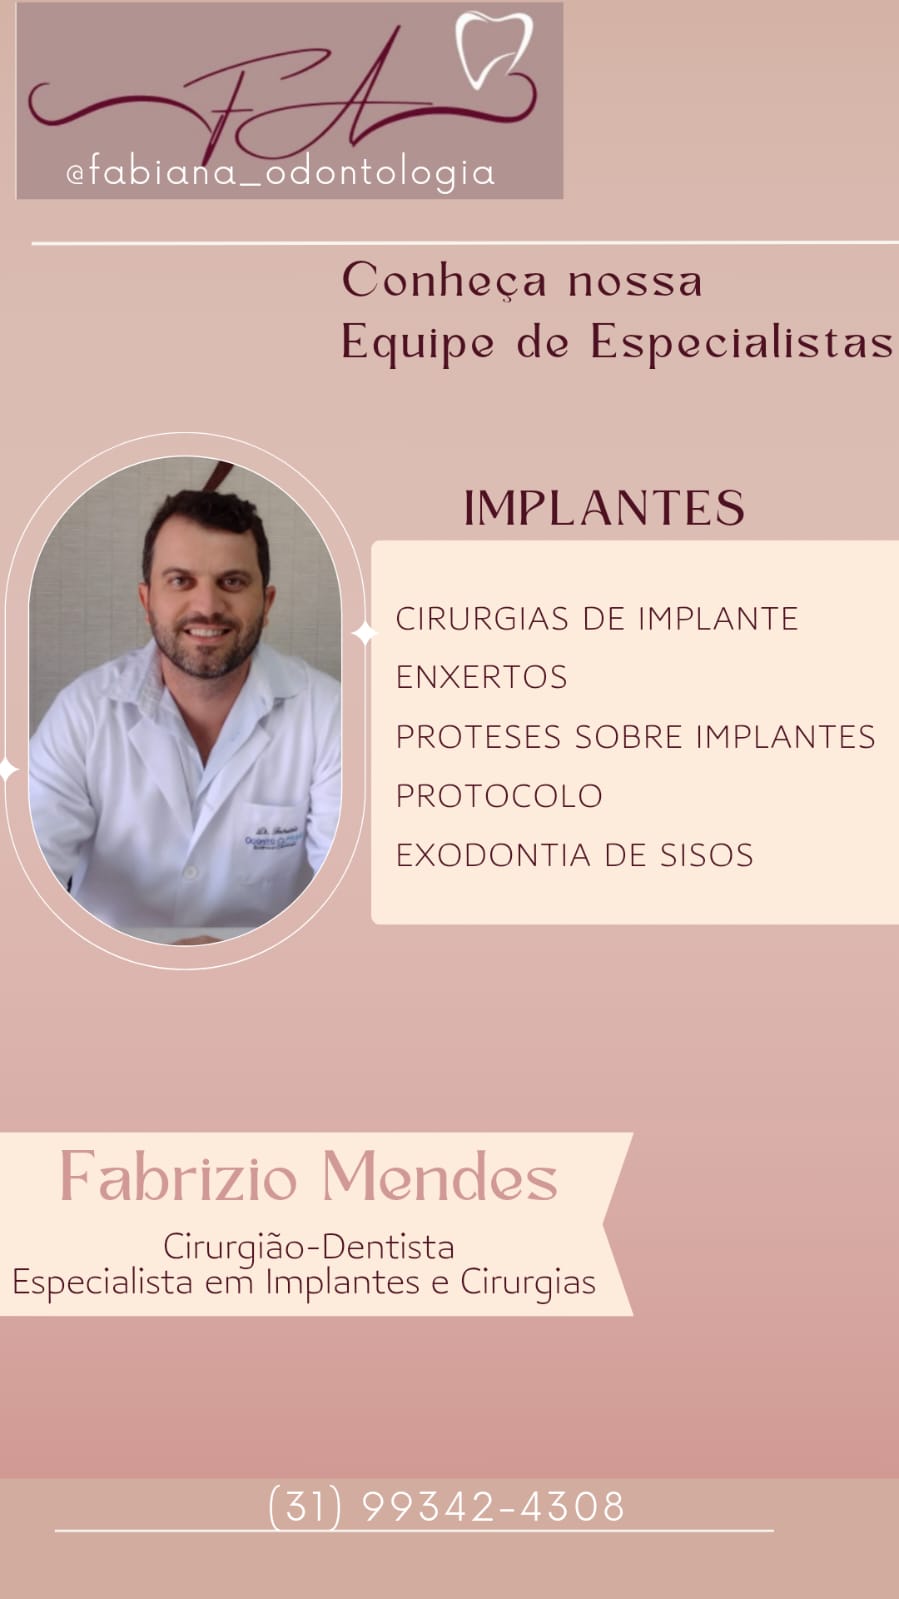 FA
@fabiana_odontologia
Conheça nossa
Equipe de Especialistas
IMPLANTES
CIRURGIAS DE IMPLANTE
ENXERTOS
PROTESES SOBRE IMPLANTES
PROTOCOLO
EXODONTIA DE SISOS
Fabrizio Mendes
Cirurgião-Dentista
Especialista em Implantes e Cirurgias
(31) 99342-4308